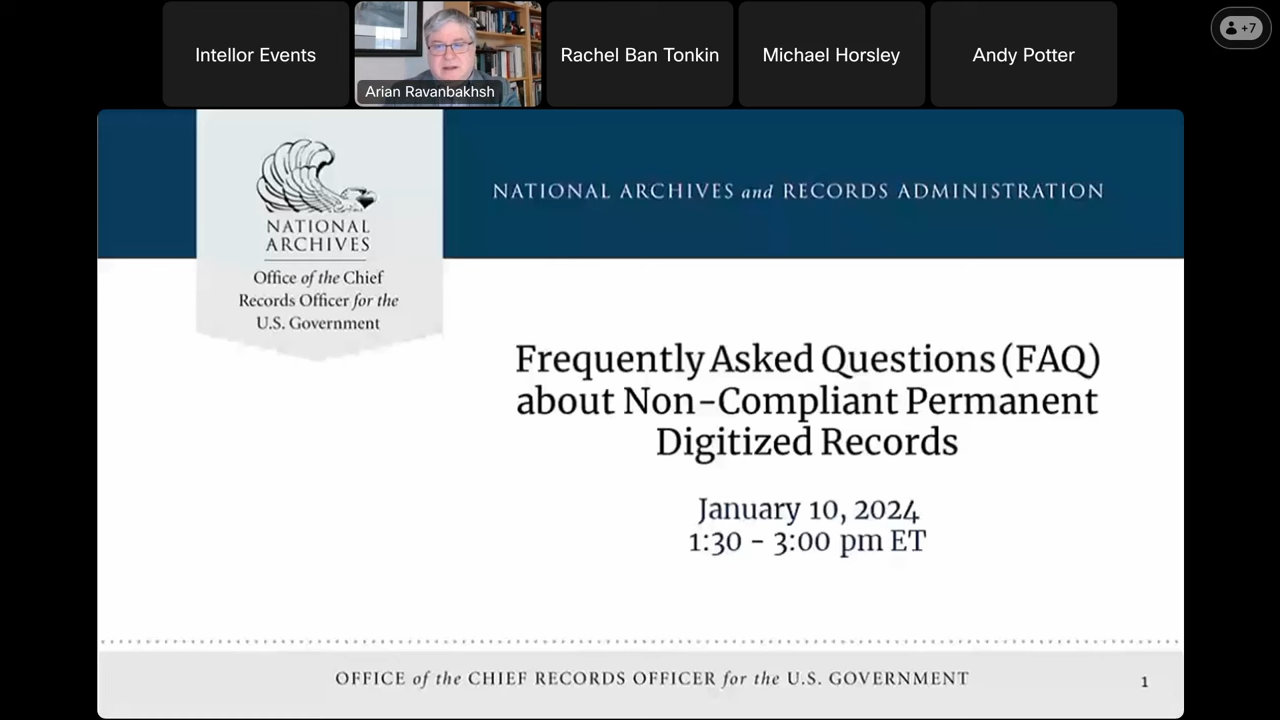 Intellor Events
Arian Ravanbakhsh
Rachel Ban Tonkin
Michael Horsley
Andy Potter
+7
NATIONAL ARCHIVES and RECORDS ADMINISTRATION
NATIONAL
ARCHIVES
Office of the Chief
Records Officer for the
U.S. Government
Frequently Asked Questions (FAQ)
about Non-Compliant Permanent
Digitized Records
January 10, 2024
1:30 - 3:00 pm ET
OFFICE of the CHIEF RECORDS OFFICER for the U.S. GOVERNMENT
1